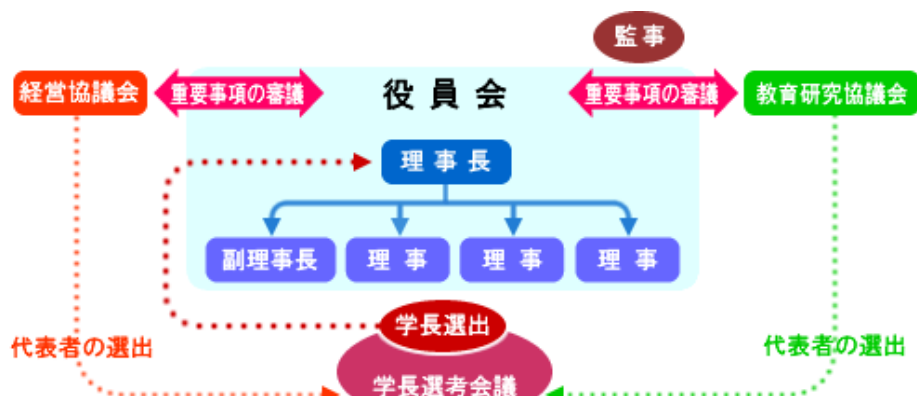 監事
経営協議会
重要事項の審議
役員会
重要事項の審議
教育研究協議会
理事長
副理事長
理事
理事
理事
学長選出
代表者の選出
代表者の選出
学長選考会議